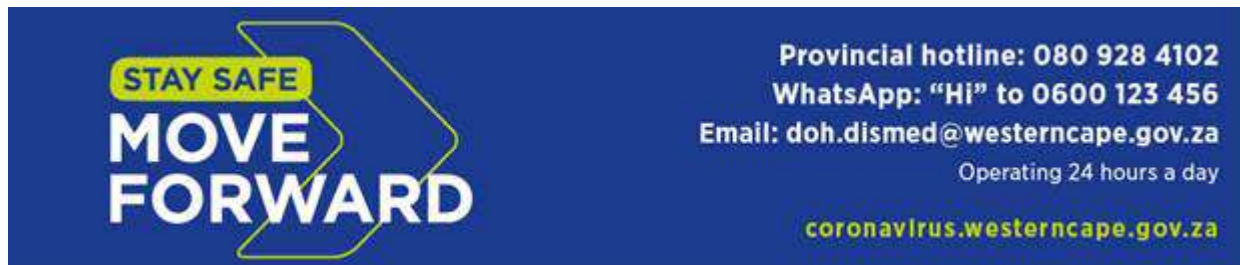 STAY SAFE
MOVE
FORWARD
Provincial hotline: 080 928 4102
WhatsApp: “Hi” to 0600 123 456
Email: doh.dismed@westerncape.gov.za
Operating 24 hours a day
coronavirus.westerncape.gov.za